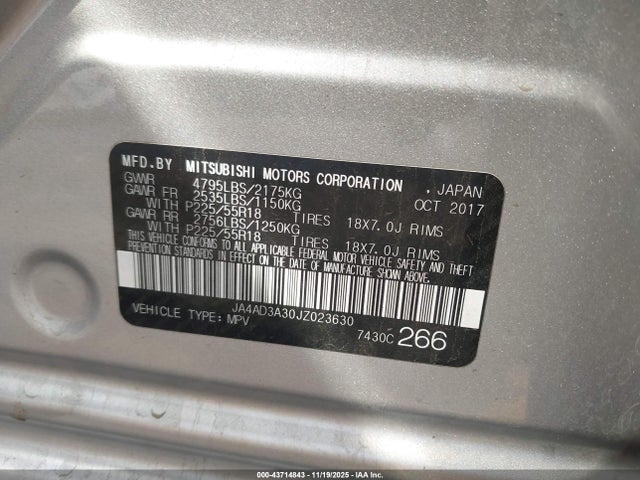 MFD.BY MITSUBISHI MOTORS CORPORATION , JAPAN
GVWR 4795LBS/2175KG OCT 2017
GAWR FR 2535LBS/1150KG
WITH P225/55R18 TIRES 18X7.0J RIMS
GAWR RR 2756LBS/1250KG
WITH P225/55R18 TIRES 18X7.0J RIMS
THIS VEHICLE CONFORMS TO ALL APPLICABLE FEDERAL MOTOR VEHICLE SAFETY AND THEFT
PREVENTION STANDARDS IN EFFECT ON THE DATE OF MANUFACTURE SHOWN ABOVE.
JA4AD3A30JZ023630
VEHICLE TYPE: MPV 7430C 266
000-43714843 - 11/19/2025 - IAA Inc.